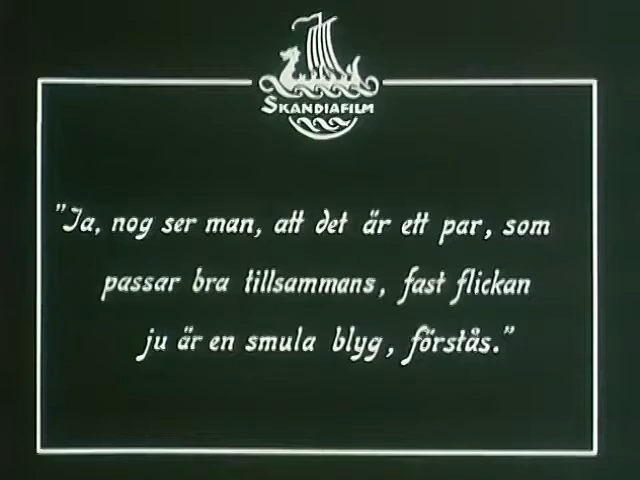 SKANDIAFILM
"Ja, nog ser man, att det är ett par, som
passar bra tillsammans, fast flickan
ju är en smula blyg, förstås."